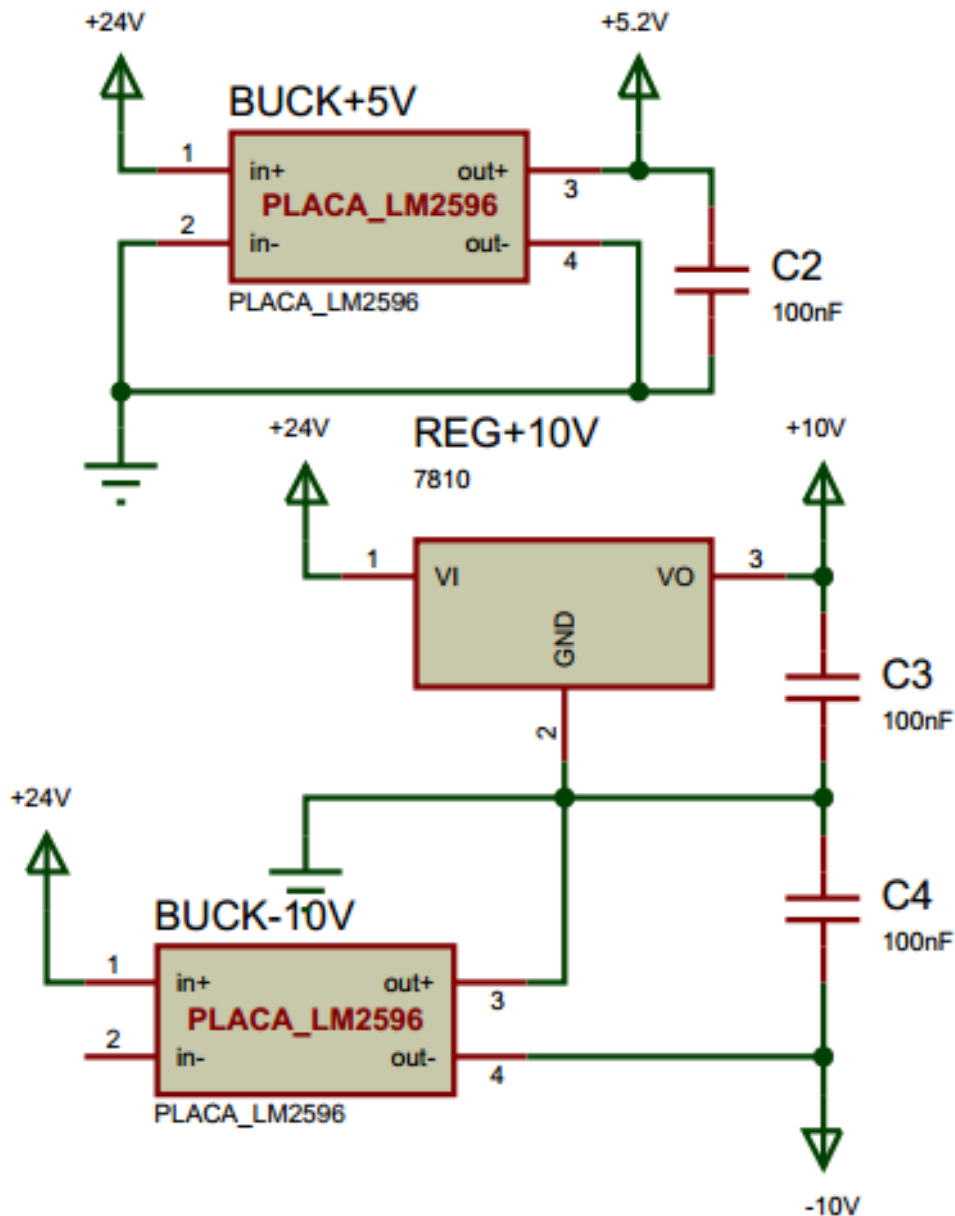 +24V
+5.2V
BUCK+5V
1
in+
out+
3
PLACA_LM2596
2
in-
out-
4
PLACA_LM2596
C2
100nF
+24V
REG+10V
7810
+10V
1
VI
VO
3
GND
2
C3
100nF
+24V
BUCK-10V
1
in+
out+
3
PLACA_LM2596
2
in-
out-
4
PLACA_LM2596
C4
100nF
-10V